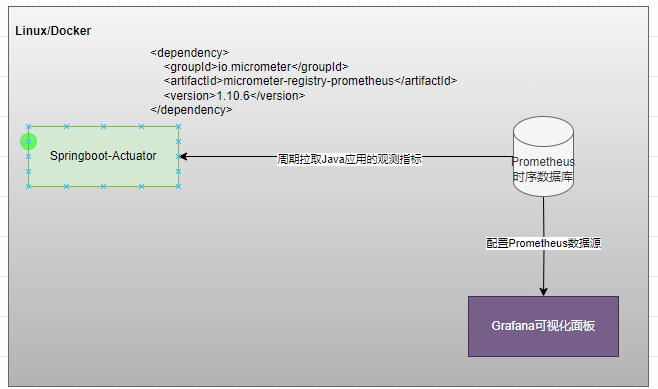 Linux/Docker
<dependency>
<groupId>io.micrometer</groupId>
<artifactId>micrometer-registry-prometheus</artifactId>
<version>1.10.6</version>
</dependency>
Springboot-Actuator
周期拉取Java应用的观测指标
Prometheus
时序数据库
配置Prometheus数据源
Grafana可视化面板